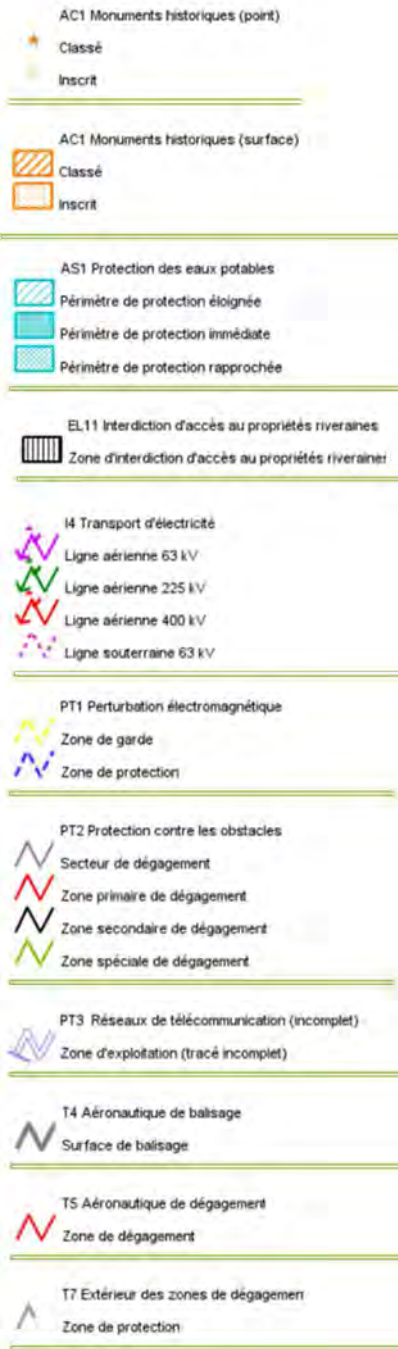 AC1 Monuments historiques (point)
Classé
Inscrit
AC1 Monuments historiques (surface)
Classé
Inscrit
AS1 Protection des eaux potables
Périmètre de protection éloignée
Périmètre de protection immédiate
Périmètre de protection rapprochée
EL11 Interdiction d'accès au propriétés riveraines
Zone d'interdiction d'accès au propriétés riveraines
I4 Transport d'électricité
Ligne aérienne 63 kV
Ligne aérienne 225 kV
Ligne aérienne 400 kV
Ligne souterraine 63 kV
PT1 Perturbation électromagnétique
Zone de garde
Zone de protection
PT2 Protection contre les obstacles
Secteur de dégagement
Zone primaire de dégagement
Zone secondaire de dégagement
Zone spéciale de dégagement
PT3 Réseaux de télécommunication (incomplet)
Zone d'exploitation (tracé incomplet)
T4 Aéronautique de balisage
Surface de balisage
T5 Aéronautique de dégagement
Zone de dégagement
T7 Extérieur des zones de dégagemen
Zone de protection